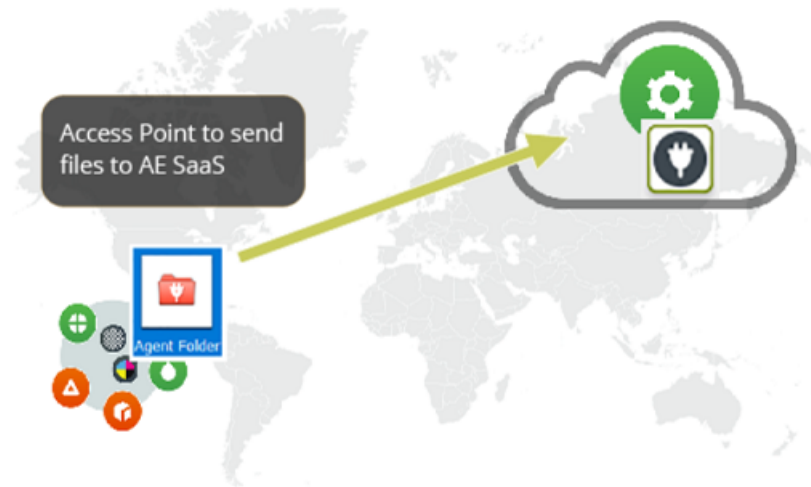 Access Point to send
files to AE SaaS
Agent Folder